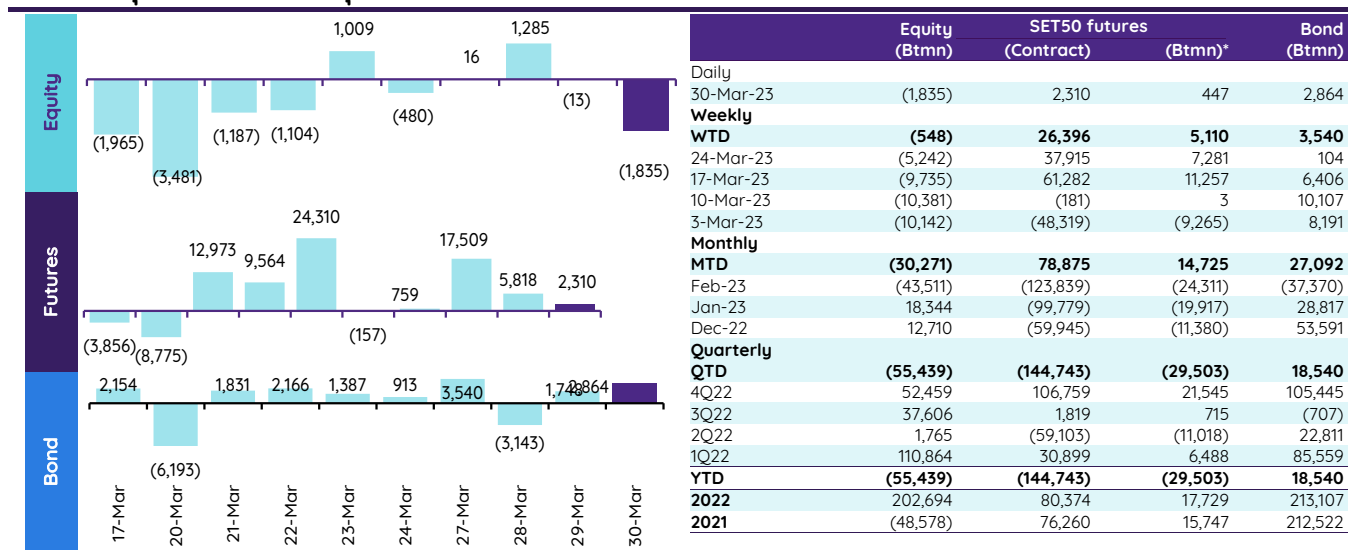 Equity
1,009
1,285
16
(13)
(480)
(1,965)
(1,187)
(1,104)
(3,481)
(1,835)
Futures
24,310
12,973
9,564
17,509
5,818
2,310
759
(157)
(3,856)
(8,775)
Bond
2,154
1,831
2,166
1,387
913
3,540
1,748
2,864
(3,143)
(6,193)
17-Mar
20-Mar
21-Mar
22-Mar
23-Mar
24-Mar
27-Mar
28-Mar
29-Mar
30-Mar
Equity SET50 futures Bond
(Btmn) (Contract) (Btmn)* (Btmn)
Daily
30-Mar-23 (1,835) 2,310 447 2,864
Weekly
WTD (548) 26,396 5,110 3,540
24-Mar-23 (5,242) 37,915 7,281 104
17-Mar-23 (9,735) 61,282 11,257 6,406
10-Mar-23 (10,381) (181) 3 10,107
3-Mar-23 (10,142) (48,319) (9,265) 8,191
Monthly
MTD (30,271) 78,875 14,725 27,092
Feb-23 (43,511) (123,839) (24,311) (37,370)
Jan-23 18,344 (99,779) (19,917) 28,817
Dec-22 12,710 (59,945) (11,380) 53,591
Quarterly
QTD (55,439) (144,743) (29,503) 18,540
4Q22 52,459 106,759 21,545 105,445
3Q22 37,606 1,819 715 (707)
2Q22 1,765 (59,103) (11,018) 22,811
1Q22 110,864 30,899 6,488 85,559
YTD (55,439) (144,743) (29,503) 18,540
2022 202,694 80,374 17,729 213,107
2021 (48,578) 76,260 15,747 212,522